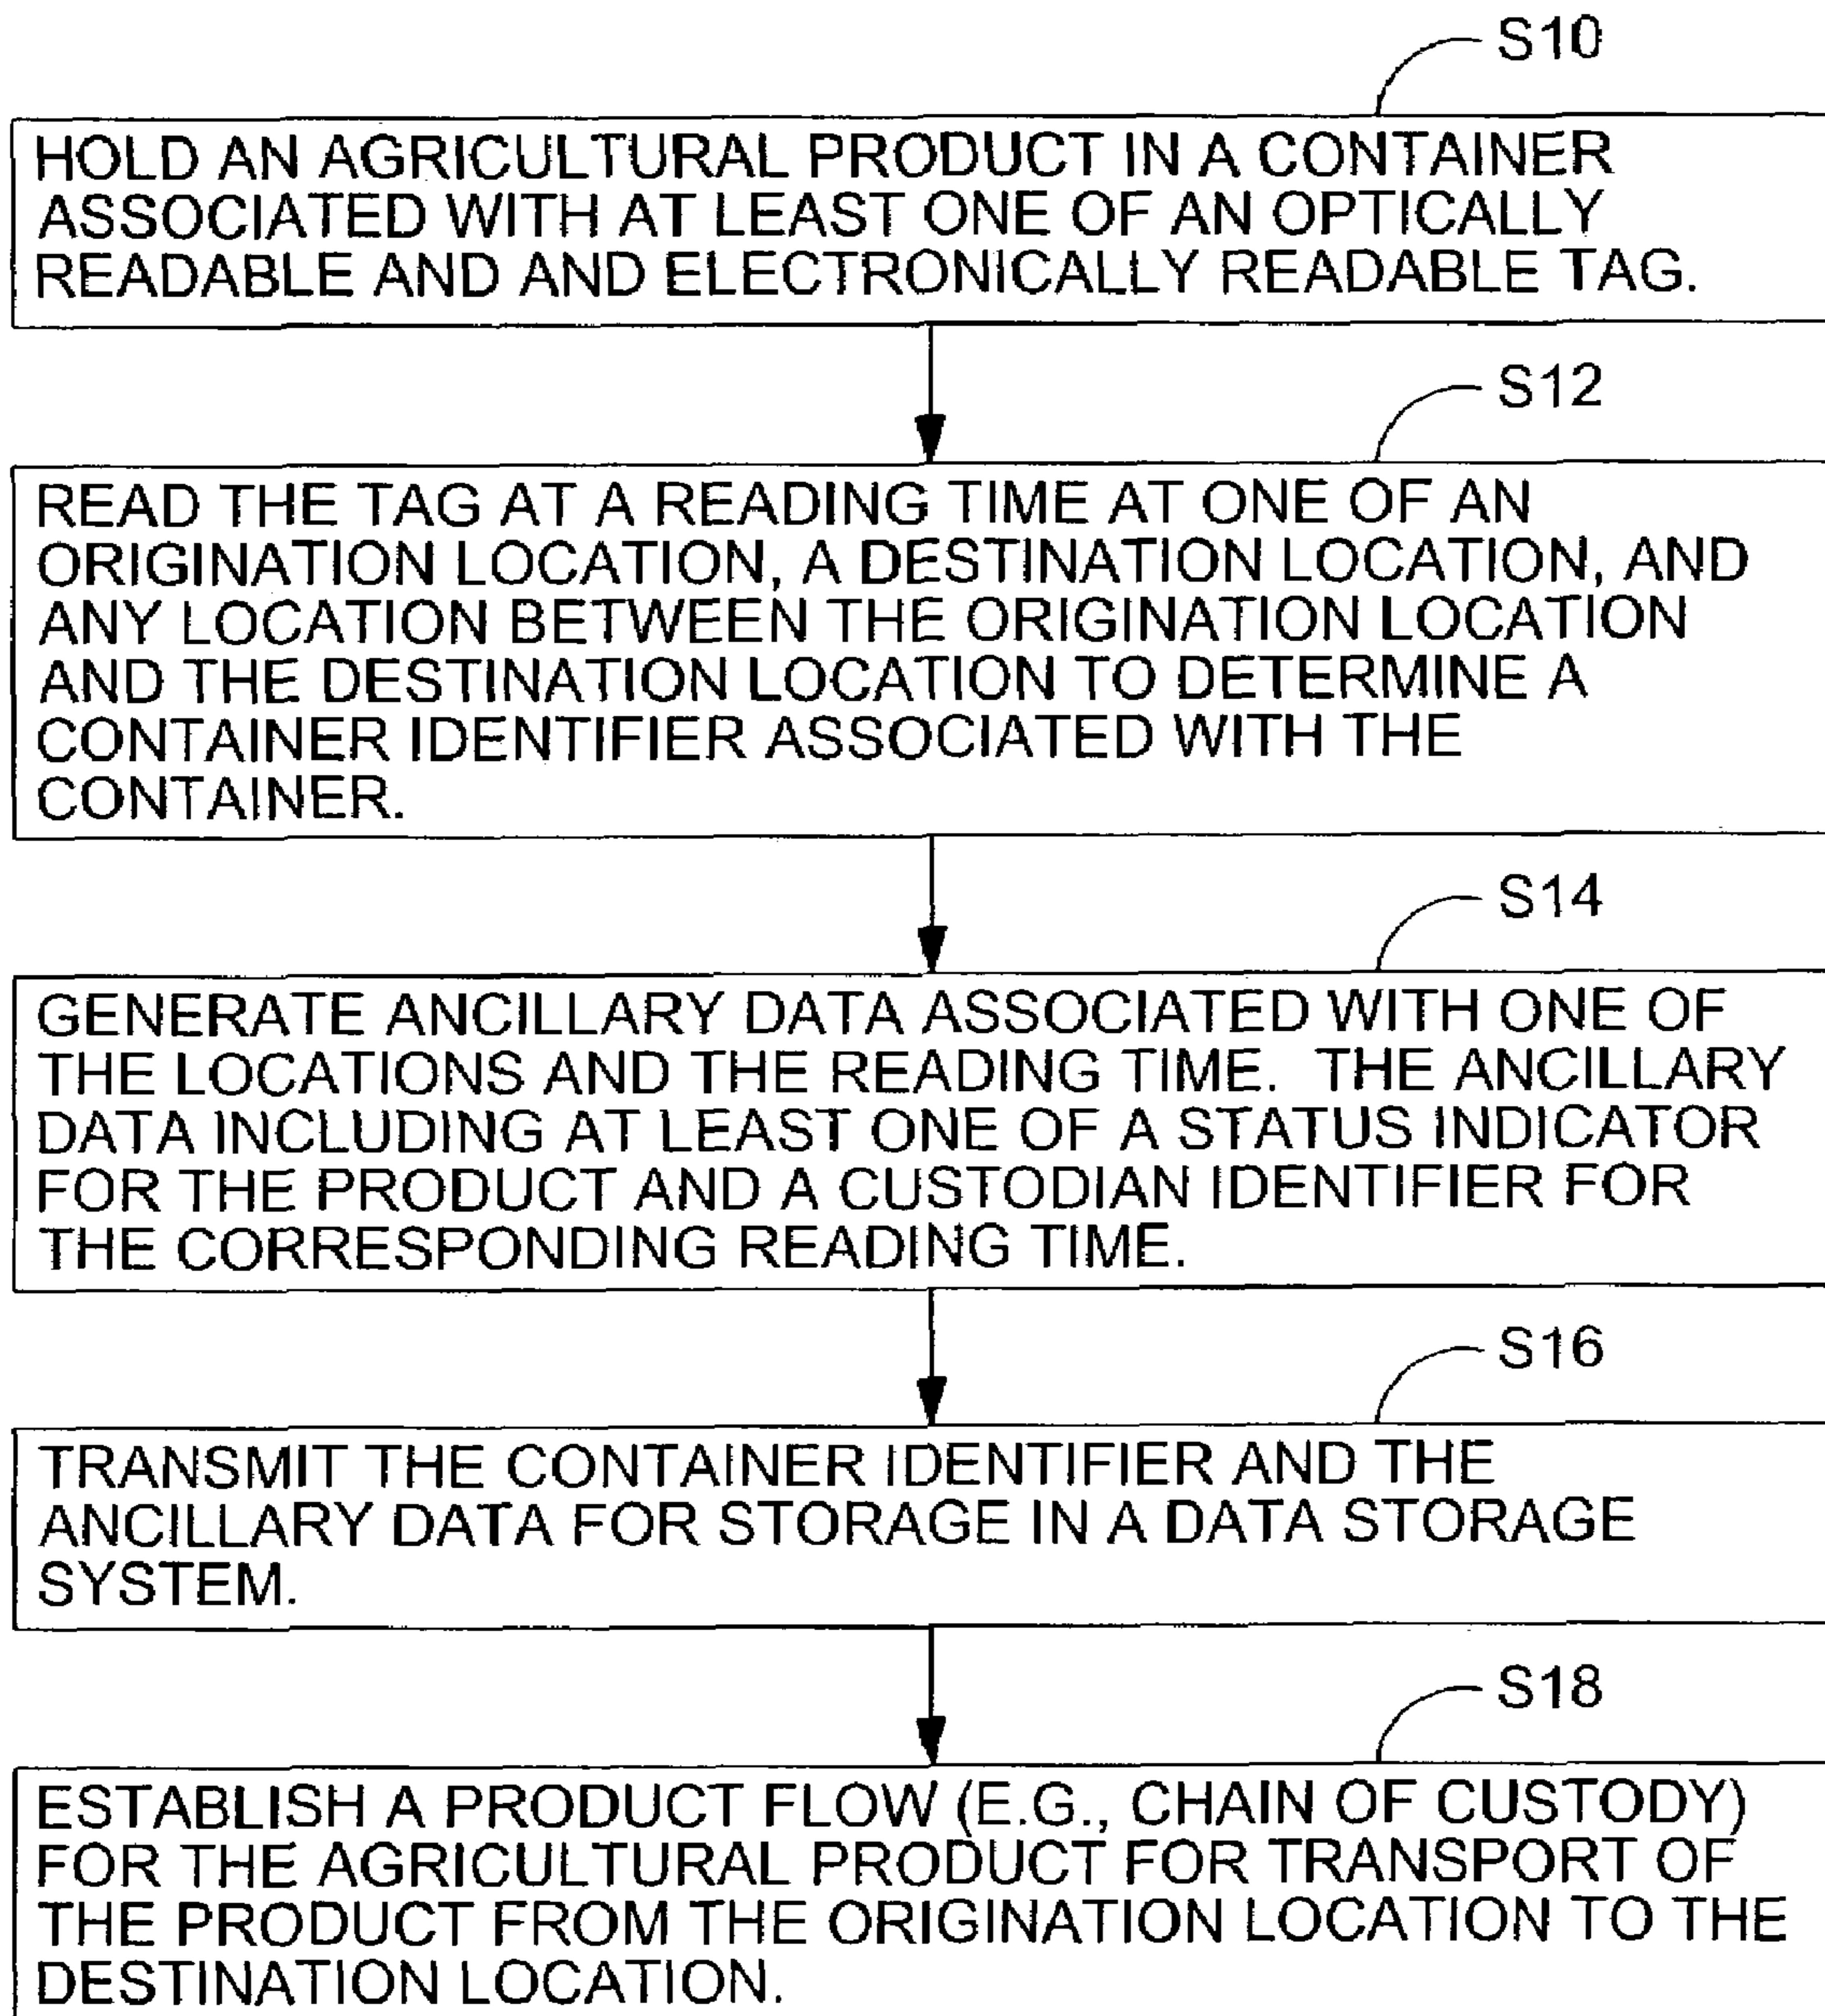 S10
HOLD AN AGRICULTURAL PRODUCT IN A CONTAINER
ASSOCIATED WITH AT LEAST ONE OF AN OPTICALLY
READABLE AND AND ELECTRONICALLY READABLE TAG.
S12
READ THE TAG AT A READING TIME AT ONE OF AN
ORIGINATION LOCATION, A DESTINATION LOCATION, AND
ANY LOCATION BETWEEN THE ORIGINATION LOCATION
AND THE DESTINATION LOCATION TO DETERMINE A
CONTAINER IDENTIFIER ASSOCIATED WITH THE
CONTAINER.
S14
GENERATE ANCILLARY DATA ASSOCIATED WITH ONE OF
THE LOCATIONS AND THE READING TIME. THE ANCILLARY
DATA INCLUDING AT LEAST ONE OF A STATUS INDICATOR
FOR THE PRODUCT AND A CUSTODIAN IDENTIFIER FOR
THE CORRESPONDING READING TIME.
S16
TRANSMIT THE CONTAINER IDENTIFIER AND THE
ANCILLARY DATA FOR STORAGE IN A DATA STORAGE
SYSTEM.
S18
ESTABLISH A PRODUCT FLOW (E.G., CHAIN OF CUSTODY)
FOR THE AGRICULTURAL PRODUCT FOR TRANSPORT OF
THE PRODUCT FROM THE ORIGINATION LOCATION TO THE
DESTINATION LOCATION.